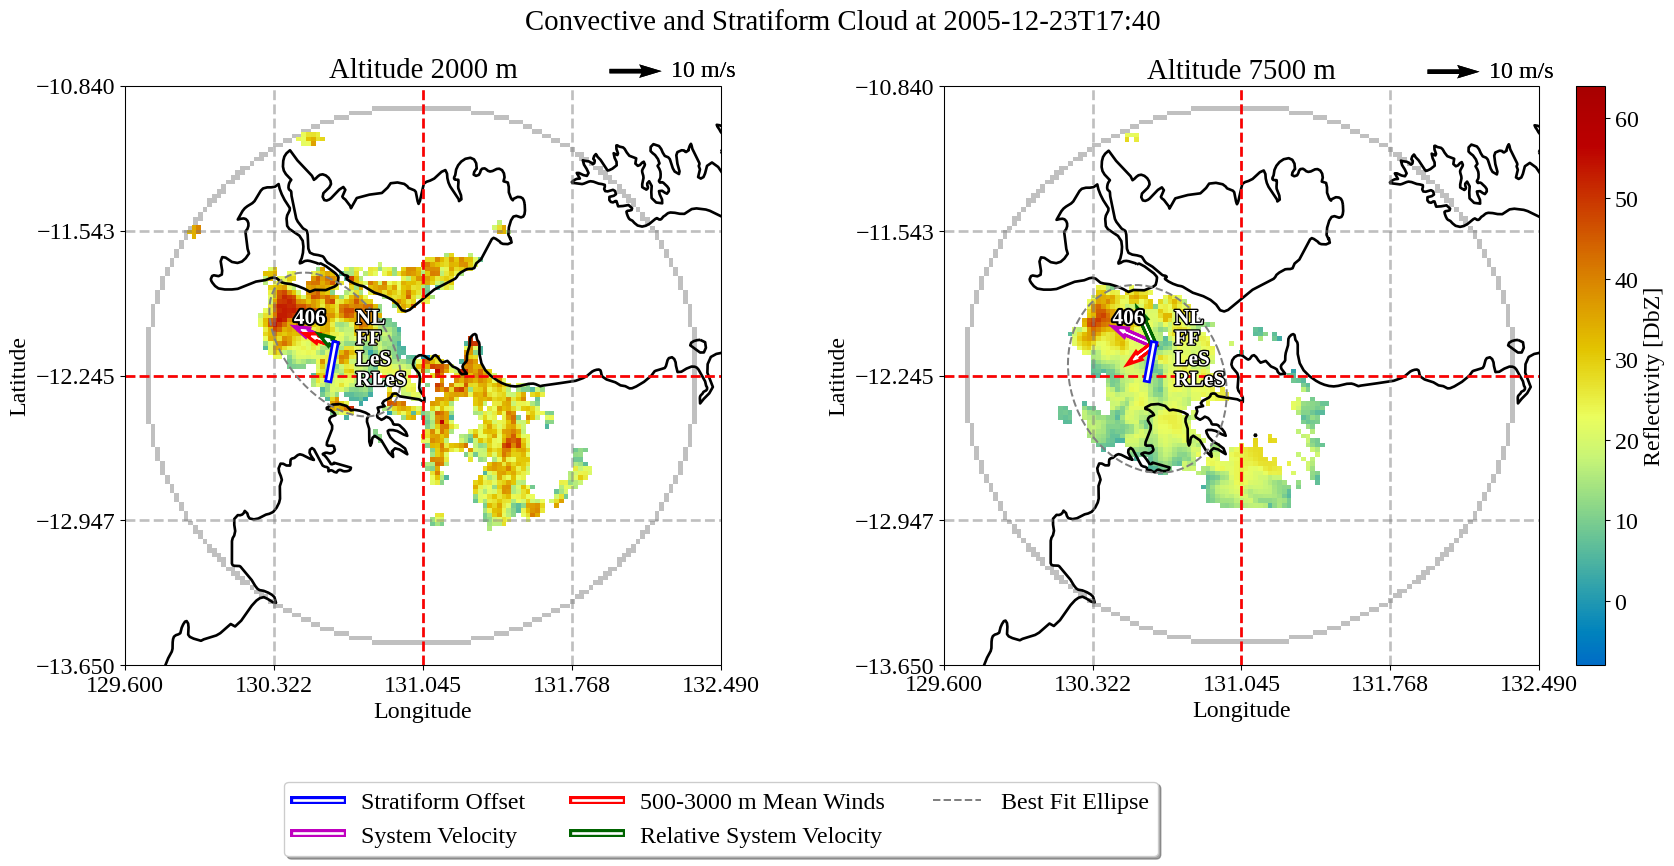 Convective and Stratiform Cloud at 2005-12-23T17:40
Altitude 2000 m
10 m/s
−10.840
−11.543
−12.245
−12.947
−13.650
Latitude
406
NL
FF
LeS
RLeS
129.600
130.322
131.045
131.768
132.490
Longitude
Altitude 7500 m
10 m/s
−10.840
−11.543
−12.245
−12.947
−13.650
Latitude
406
NL
FF
LeS
RLeS
129.600
130.322
131.045
131.768
132.490
Longitude
60
50
40
30
20
10
0
Reflectivity [DbZ]
Stratiform Offset
System Velocity
500-3000 m Mean Winds
Relative System Velocity
Best Fit Ellipse